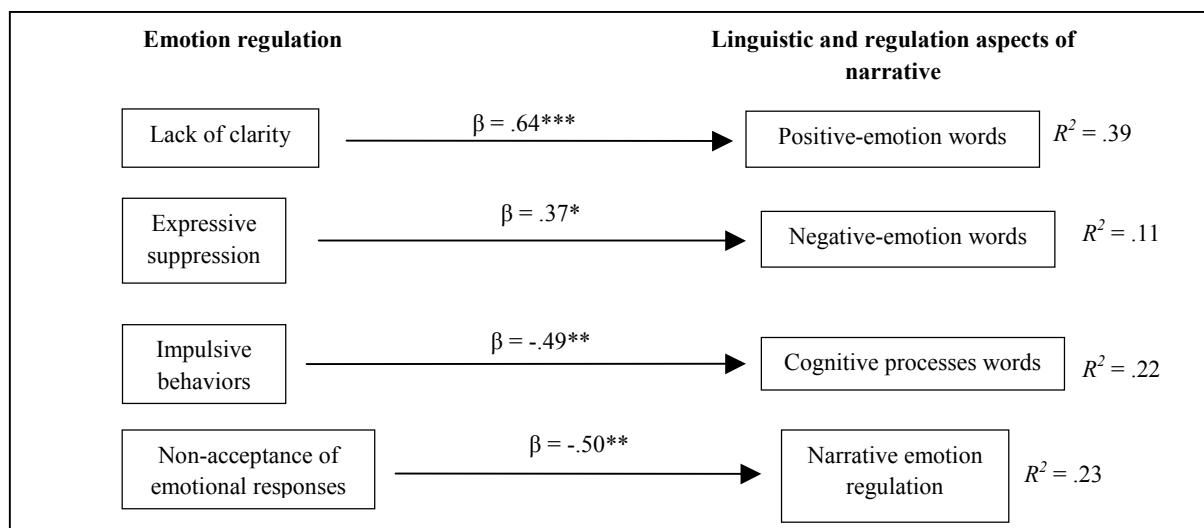 Emotion regulation
Linguistic and regulation aspects of
narrative
Lack of clarity
β = .64***
Positive-emotion words
R² = .39
Expressive
suppression
β = .37*
Negative-emotion words
R² = .11
Impulsive
behaviors
β = -.49**
Cognitive processes words
R² = .22
Non-acceptance of
emotional responses
β = -.50**
Narrative emotion
regulation
R² = .23